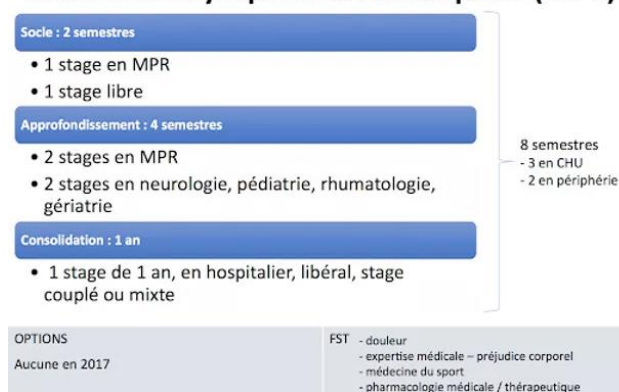 Socle : 2 semestres
• 1 stage en MPR
• 1 stage libre
Approfondissement : 4 semestres
• 2 stages en MPR
• 2 stages en neurologie, pédiatrie, rhumatologie,
gériatrie
Consolidation : 1 an
• 1 stage de 1 an, en hospitalier, libéral, stage
couplé ou mixte
8 semestres
- 3 en CHU
- 2 en périphérie
OPTIONS
Aucune en 2017
FST - douleur
- expertise médicale – préjudice corporel
- médecine du sport
- pharmacologie médicale / thérapeutique